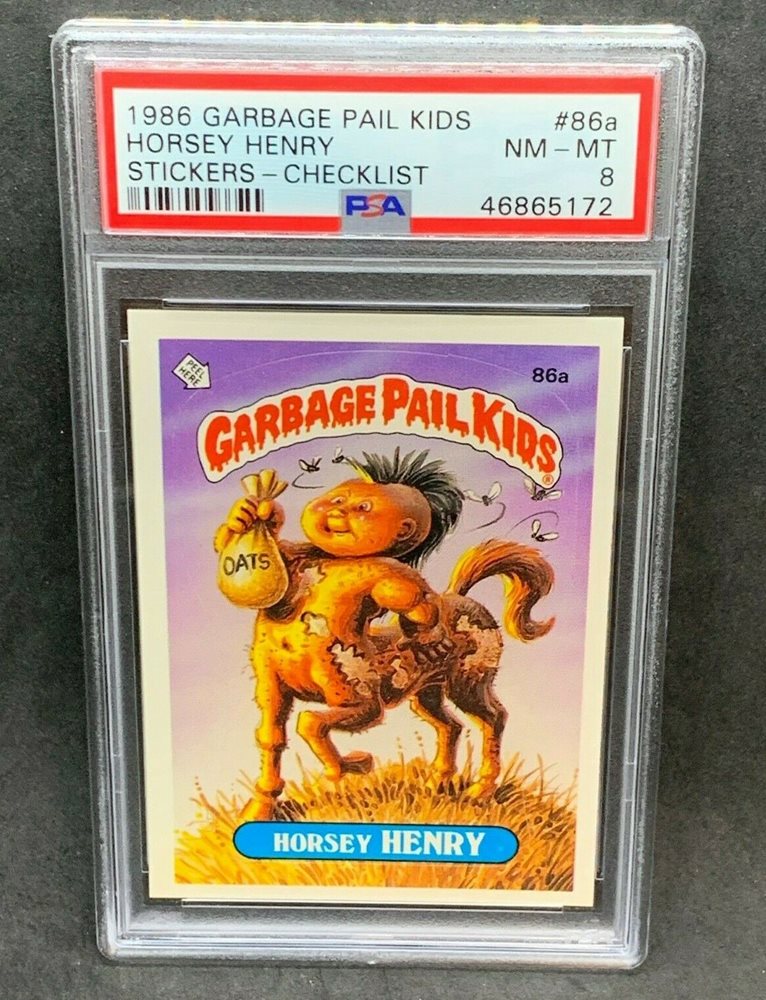 1986 GARBAGE PAIL KIDS #86a
HORSEY HENRY NM - MT
STICKERS - CHECKLIST 8
PSA 46865172
PEEL HERE
86a
GARBAGE PAIL KIDS ®
OATS
HORSEY HENRY